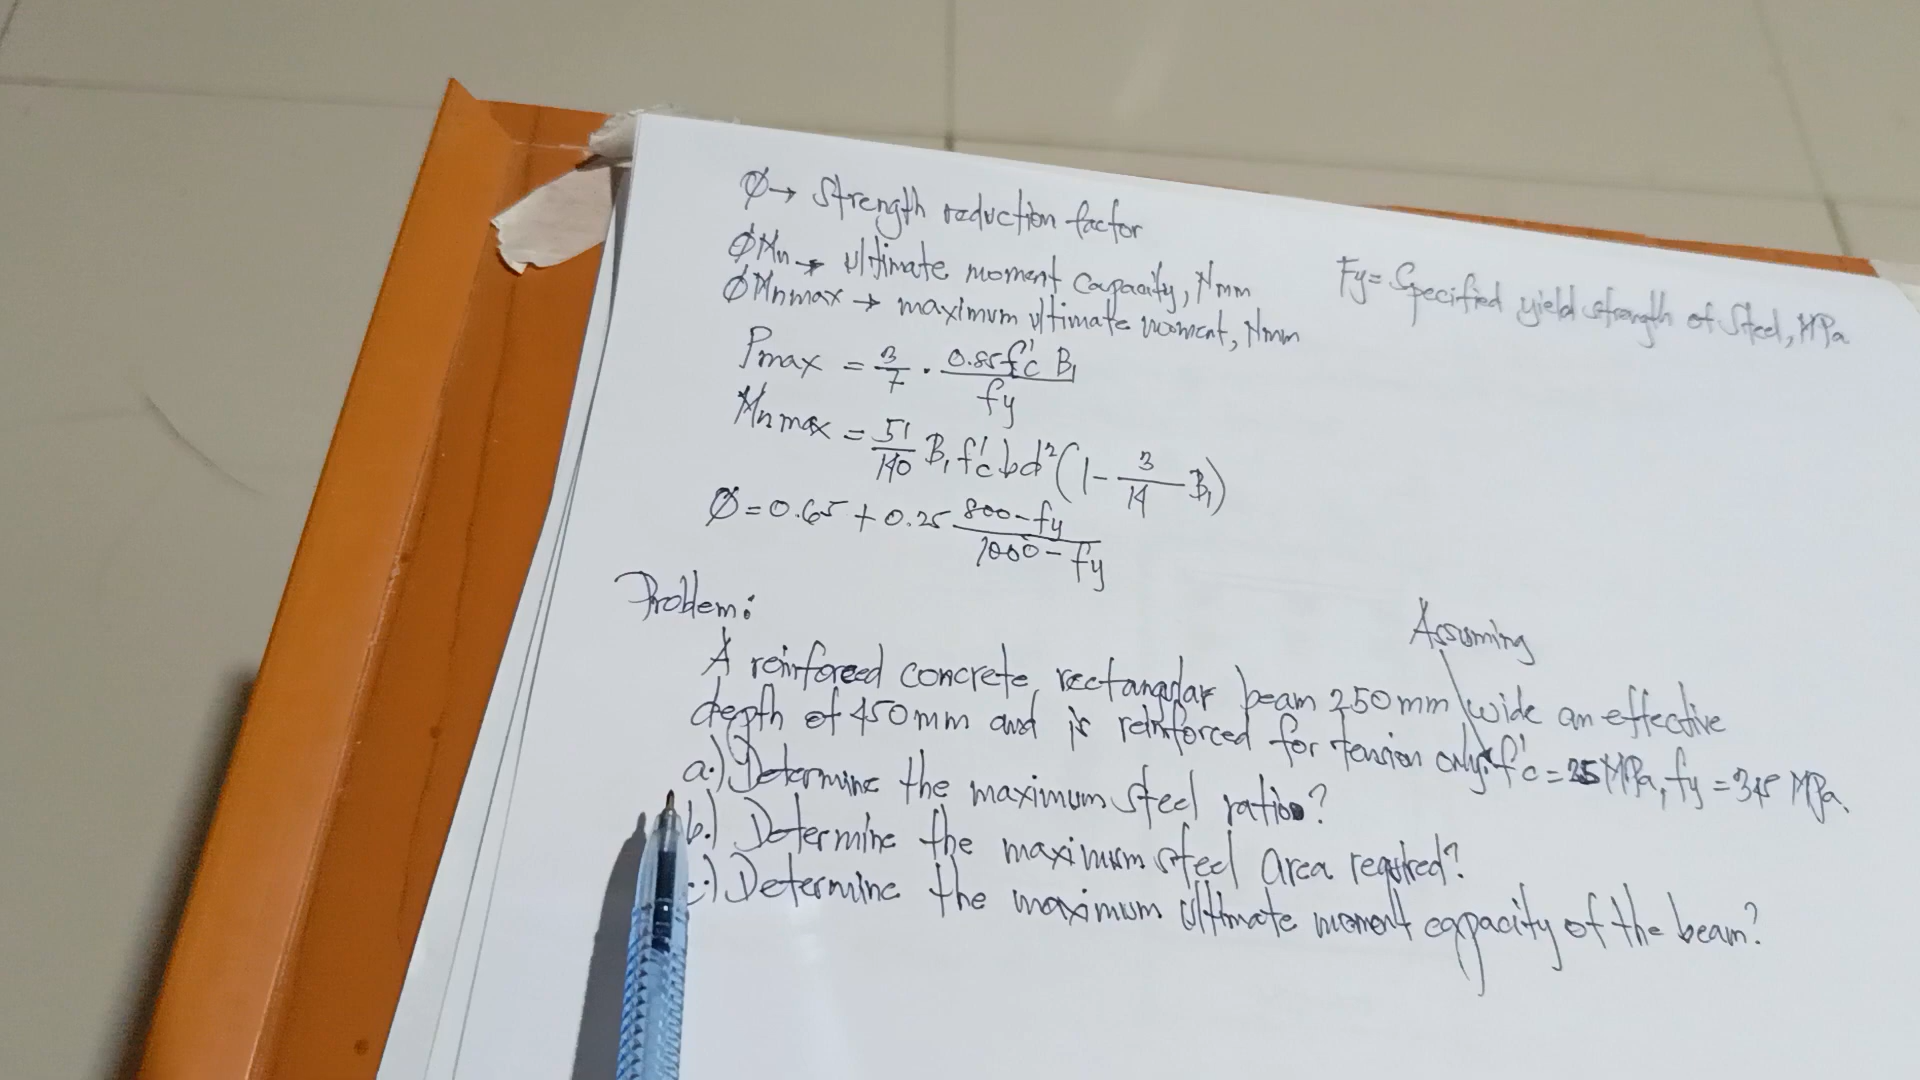 Ø → Strength reduction factor
ØMn → ultimate moment capacity, Nmm
ØMnmax → maximum ultimate moment, Nmm
Fy = Specified yield strength of Steel, MPa
Pmax = 3/7 · 0.85f'c B1 / fy
Mn max = 51/140 B1 f'c bd² (1 - 3/14 B1)
Ø = 0.65 + 0.25 800 - fy / 1000 - fy
Problem:
Assuming
A reinforced concrete, rectangular beam 250mm wide an effective
depth of 450mm and is reinforced for tension only. f'c = MPa, fy = 345 MPa.
a.) Determine the maximum steel ratio?
b.) Determine the maximum steel area required?
c.) Determine the maximum ultimate moment capacity of the beam?